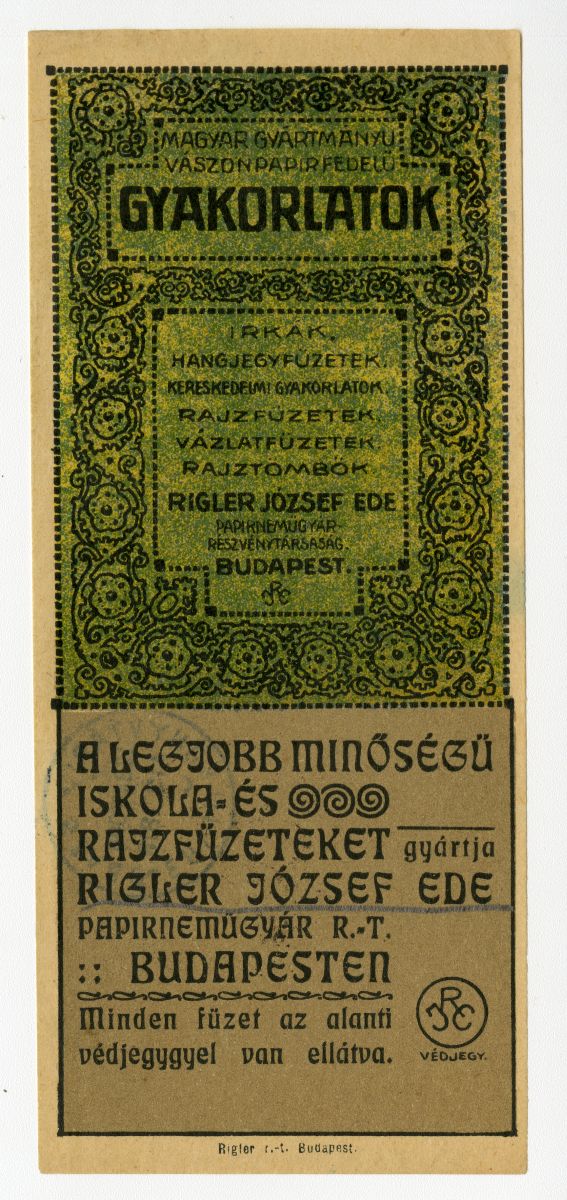 MAGYAR GYÁRTMÁNYU
VÁSZONPAPIRFEDELŰ
GYAKORLATOK
IRKÁK,
HANGJEGYFÜZETEK,
KERESKEDELMI GYAKORLATOK,
RAJZFÜZETEK,
VÁZLATFÜZETEK,
RAJZTÖMBÖK
RIGLER JÓZSEF EDE
PAPIRNEMŰGYÁR-
RÉSZVÉNYTÁRSASÁG,
BUDAPEST.
A LEGJOBB MINŐSÉGŰ
ISKOLA- ÉS
RAJZFÜZETEKET gyártja
RIGLER JÓZSEF EDE
PAPIRNEMŰGYÁR R.-T.
:: BUDAPESTEN
Minden füzet az alanti
védjegygyel van ellátva.
VÉDJEGY.
Rigler r.-t. Budapest.